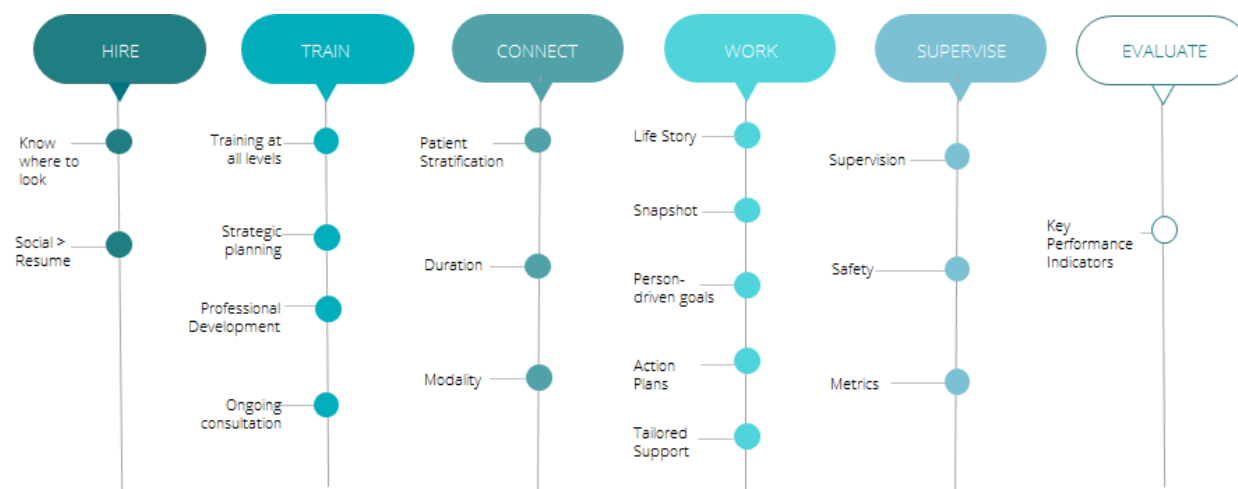 HIRE
TRAIN
CONNECT
WORK
SUPERVISE
EVALUATE
Know
where to
look
Social >
Resume
Training at
all levels
Strategic
planning
Professional
Development
Ongoing
consultation
Patient
Stratification
Duration
Modality
Life Story
Snapshot
Person-
driven goals
Action
Plans
Tailored
Support
Supervision
Safety
Metrics
Key
Performance
Indicators